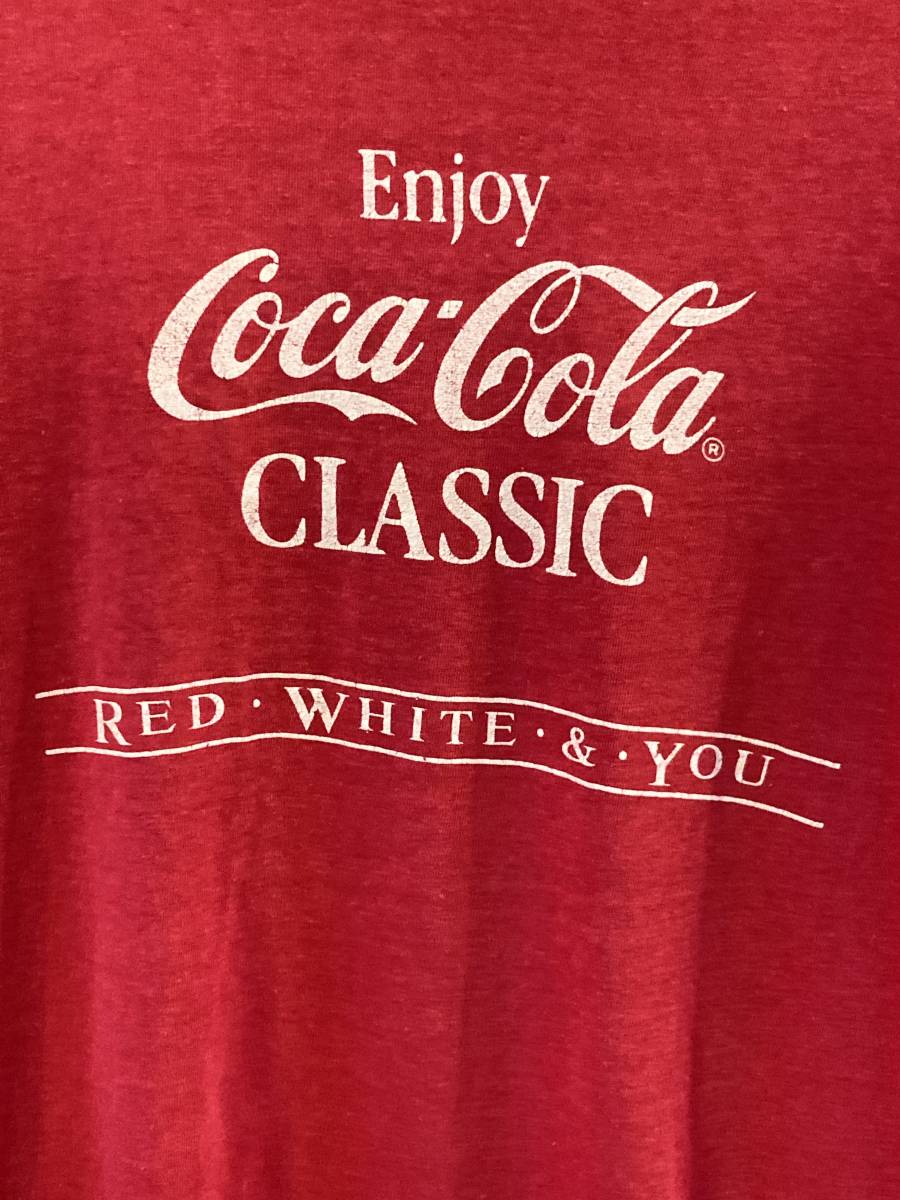 Enjoy
Coca-Cola®
CLASSIC
RED · WHITE · & · YOU